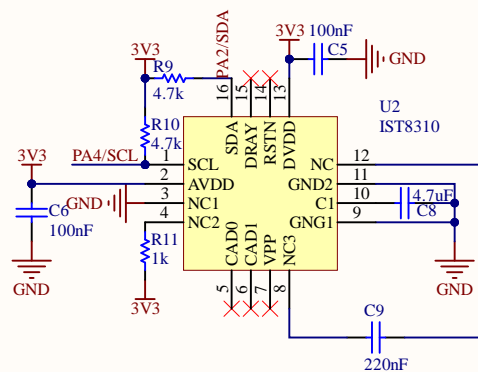 3V3
R9
4.7k
PA2/SDA
3V3
100nF
C5
GND
R10
4.7k
PA4/SCL
U2
IST8310
16
15
14
13
SDA
DRAY
RSTN
DVDD
1
SCL
NC
12
3V3
2
AVDD
GND2
11
C6
100nF
GND
3
NC1
C1
10
4.7uF
C8
4
NC2
GNG1
9
R11
1k
3V3
GND
GND
CAD0
CAD1
VPP
NC3
5
6
7
8
C9
220nF